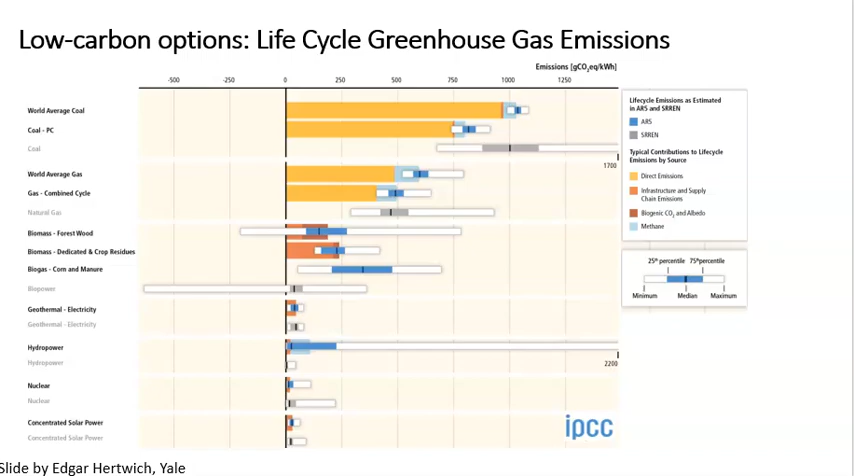 Low-carbon options: Life Cycle Greenhouse Gas Emissions
Emissions [gCO2eq/kWh]
-500 -250 0 250 500 750 1000 1250
World Average Coal
Coal - PC
Coal
1700
World Average Gas
Gas - Combined Cycle
Natural Gas
Biomass - Forest Wood
Biomass - Dedicated & Crop Residues
Biogas - Corn and Manure
Biopower
Geothermal - Electricity
Geothermal - Electricity
Hydropower
Hydropower
2200
Nuclear
Nuclear
Concentrated Solar Power
Concentrated Solar Power
ipcc
Lifecycle Emissions as Estimated
in AR5 and SRREN
AR5
SRREN
Typical Contributions to Lifecycle
Emissions by Source
Direct Emissions
Infrastructure and Supply
Chain Emissions
Biogenic CO2 and Albedo
Methane
25th percentile 75th percentile
Minimum Median Maximum
Slide by Edgar Hertwich, Yale